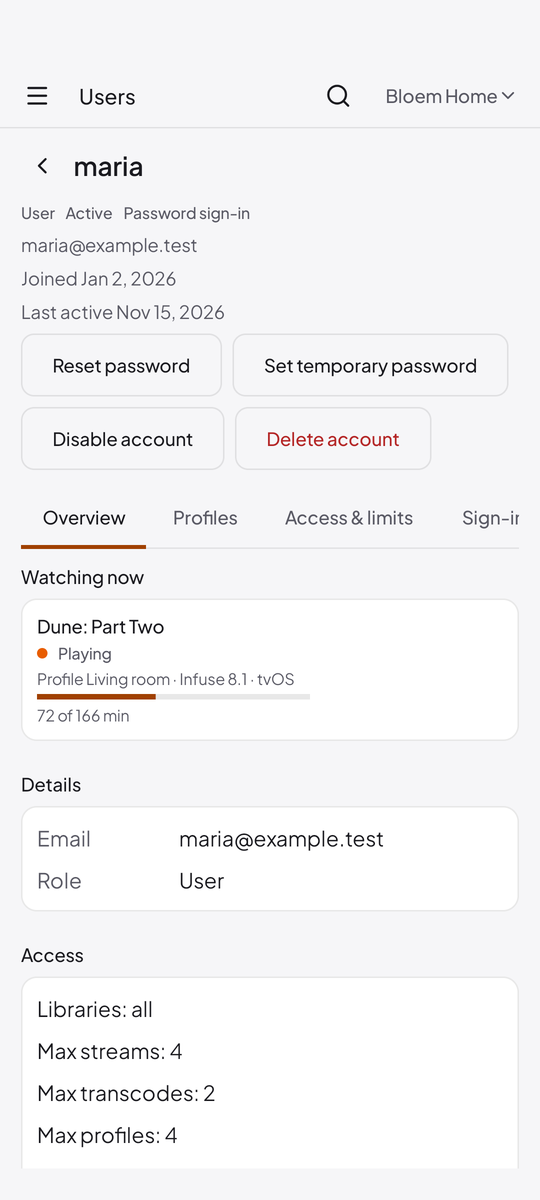 Users
Bloem Home
maria
User Active Password sign-in
maria@example.test
Joined Jan 2, 2026
Last active Nov 15, 2026
Reset password
Set temporary password
Disable account
Delete account
Overview Profiles Access & limits Sign-in
Watching now
Dune: Part Two
Playing
Profile Living room · Infuse 8.1 · tvOS
72 of 166 min
Details
Email maria@example.test
Role User
Access
Libraries: all
Max streams: 4
Max transcodes: 2
Max profiles: 4